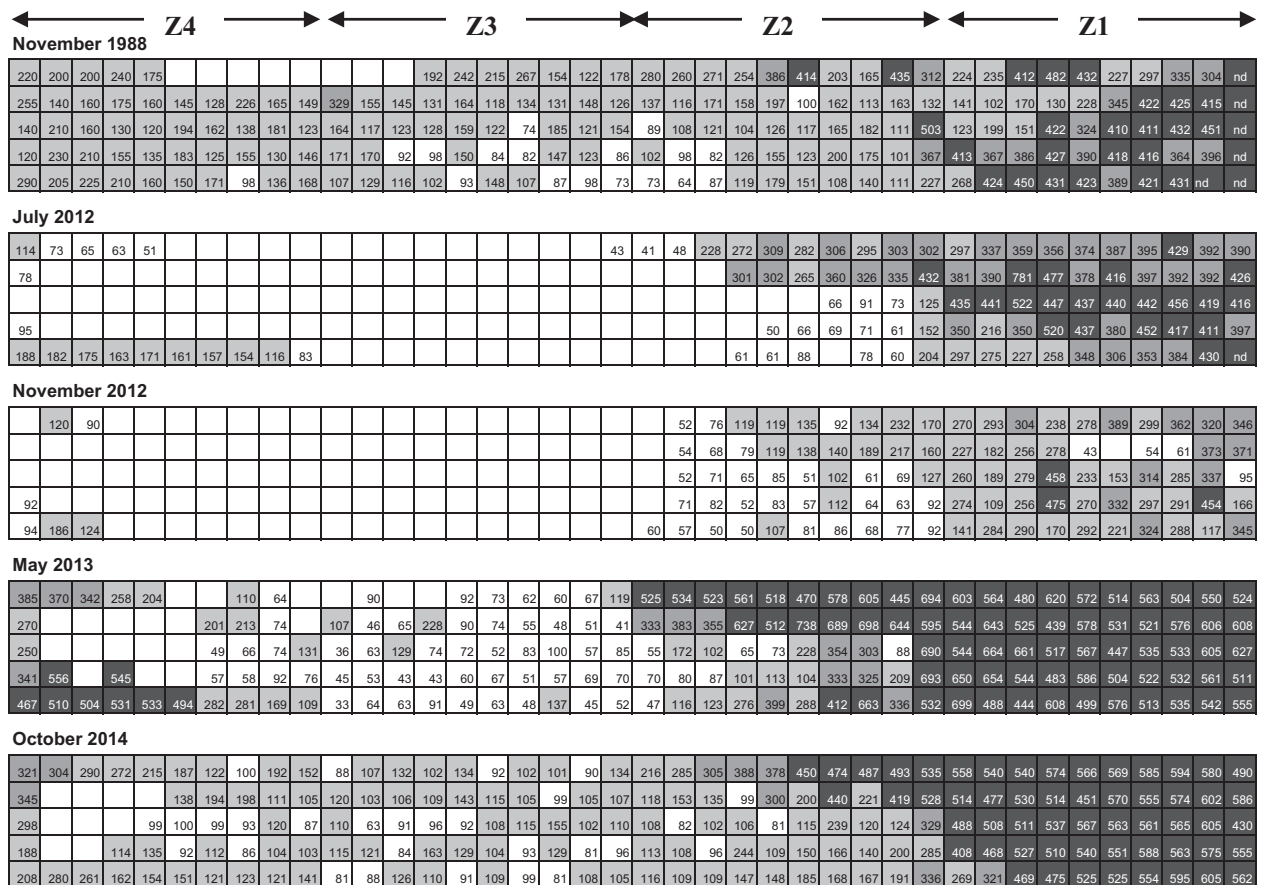 Z4 Z3 Z2 Z1
November 1988
220 200 200 240 175 192 242 215 267 154 122 178 280 260 271 254 386 414 203 165 435 312 224 235 412 482 432 227 297 335 304 nd
255 140 160 175 160 145 128 226 165 149 329 155 145 131 164 118 134 131 148 126 137 116 171 158 197 100 162 113 163 132 141 102 170 130 228 345 422 425 415 nd
140 210 160 130 120 194 162 138 181 123 164 117 123 128 159 122 74 185 121 154 89 108 121 104 126 117 165 182 111 503 123 199 151 422 324 410 411 432 451 nd
120 230 210 155 135 183 125 155 130 146 171 170 92 98 150 84 82 147 123 86 102 98 82 126 155 123 200 175 101 367 413 367 386 427 390 418 416 364 396 nd
290 205 225 210 160 150 171 98 136 168 107 129 116 102 93 148 107 87 98 73 73 64 87 119 179 151 108 140 111 227 268 424 450 431 423 389 421 431 nd nd
July 2012
114 73 65 63 51 43 41 48 228 272 309 282 306 295 303 302 297 337 359 356 374 387 395 429 392 390
78 301 302 265 360 326 335 432 381 390 781 477 378 416 397 392 392 426
66 91 73 125 435 441 522 447 437 440 442 456 419 416
95 50 66 69 71 61 152 350 216 350 520 437 380 452 417 411 397
188 182 175 163 171 161 157 154 116 83 61 61 88 78 60 204 297 275 227 258 348 306 353 384 430 nd
November 2012
120 90 52 76 119 119 135 92 134 232 170 270 293 304 238 278 389 299 362 320 346
54 68 79 119 138 140 189 217 160 227 182 256 278 43 54 61 373 371
52 71 65 85 51 102 61 69 127 260 189 279 458 233 153 314 285 337 95
92 71 82 52 83 57 112 64 63 92 274 109 256 475 270 332 297 291 454 166
94 186 124 60 57 50 50 107 81 86 68 77 92 141 284 290 170 292 221 324 288 117 345
May 2013
385 370 342 258 204 110 64 90 92 73 62 60 67 119 525 534 523 561 518 470 578 605 445 694 603 564 480 620 572 514 563 504 550 524
270 201 213 74 107 46 65 228 90 74 55 48 51 41 333 383 355 627 512 738 689 698 644 595 544 643 525 439 578 531 521 576 606 608
250 49 66 74 131 36 63 129 74 72 52 83 100 57 85 55 172 102 65 73 228 354 303 88 690 544 664 661 517 567 447 535 533 605 627
341 556 545 57 58 92 76 45 53 43 43 60 67 51 57 69 70 70 80 87 101 113 104 333 325 209 693 650 654 544 483 586 504 522 532 561 511
467 510 504 531 533 494 282 281 169 109 33 64 63 91 49 63 48 137 45 52 47 116 123 276 399 288 412 663 336 532 699 488 444 608 499 576 513 535 542 555
October 2014
321 304 290 272 215 187 122 100 192 152 88 107 132 102 134 92 102 101 90 134 216 285 305 388 378 450 474 487 493 535 558 540 540 574 566 569 585 594 580 490
345 138 194 198 111 105 120 103 106 109 143 115 105 99 105 107 118 153 135 99 300 200 440 221 419 528 514 477 530 514 451 570 555 574 602 586
298 99 100 99 93 120 87 110 63 91 96 92 108 115 155 102 110 108 82 102 106 81 115 239 120 124 329 488 508 511 537 567 563 561 565 605 430
188 114 135 92 112 86 104 103 115 121 84 163 129 104 93 129 81 96 113 108 96 244 109 150 166 140 200 285 408 468 527 510 540 551 588 563 575 555
208 280 261 162 154 151 121 123 121 141 81 88 126 110 91 109 99 81 108 105 116 109 109 147 148 185 168 167 191 336 269 321 469 475 525 525 554 595 605 562